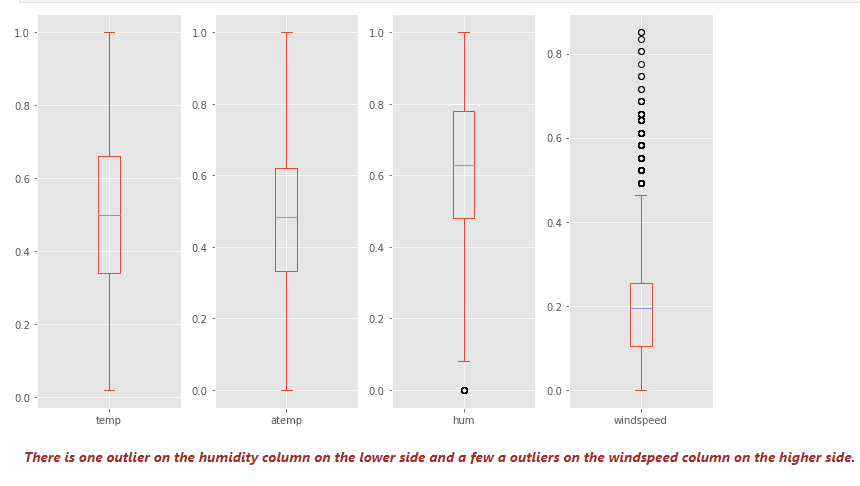 1.0 1.0 1.0
0.8
0.8 0.8 0.8
0.6
0.6 0.6 0.6
0.4 0.4 0.4 0.4
0.2 0.2 0.2 0.2
0.0 0.0 0.0 0.0
temp atemp hum windspeed
There is one outlier on the humidity column on the lower side and a few a outliers on the windspeed column on the higher side.